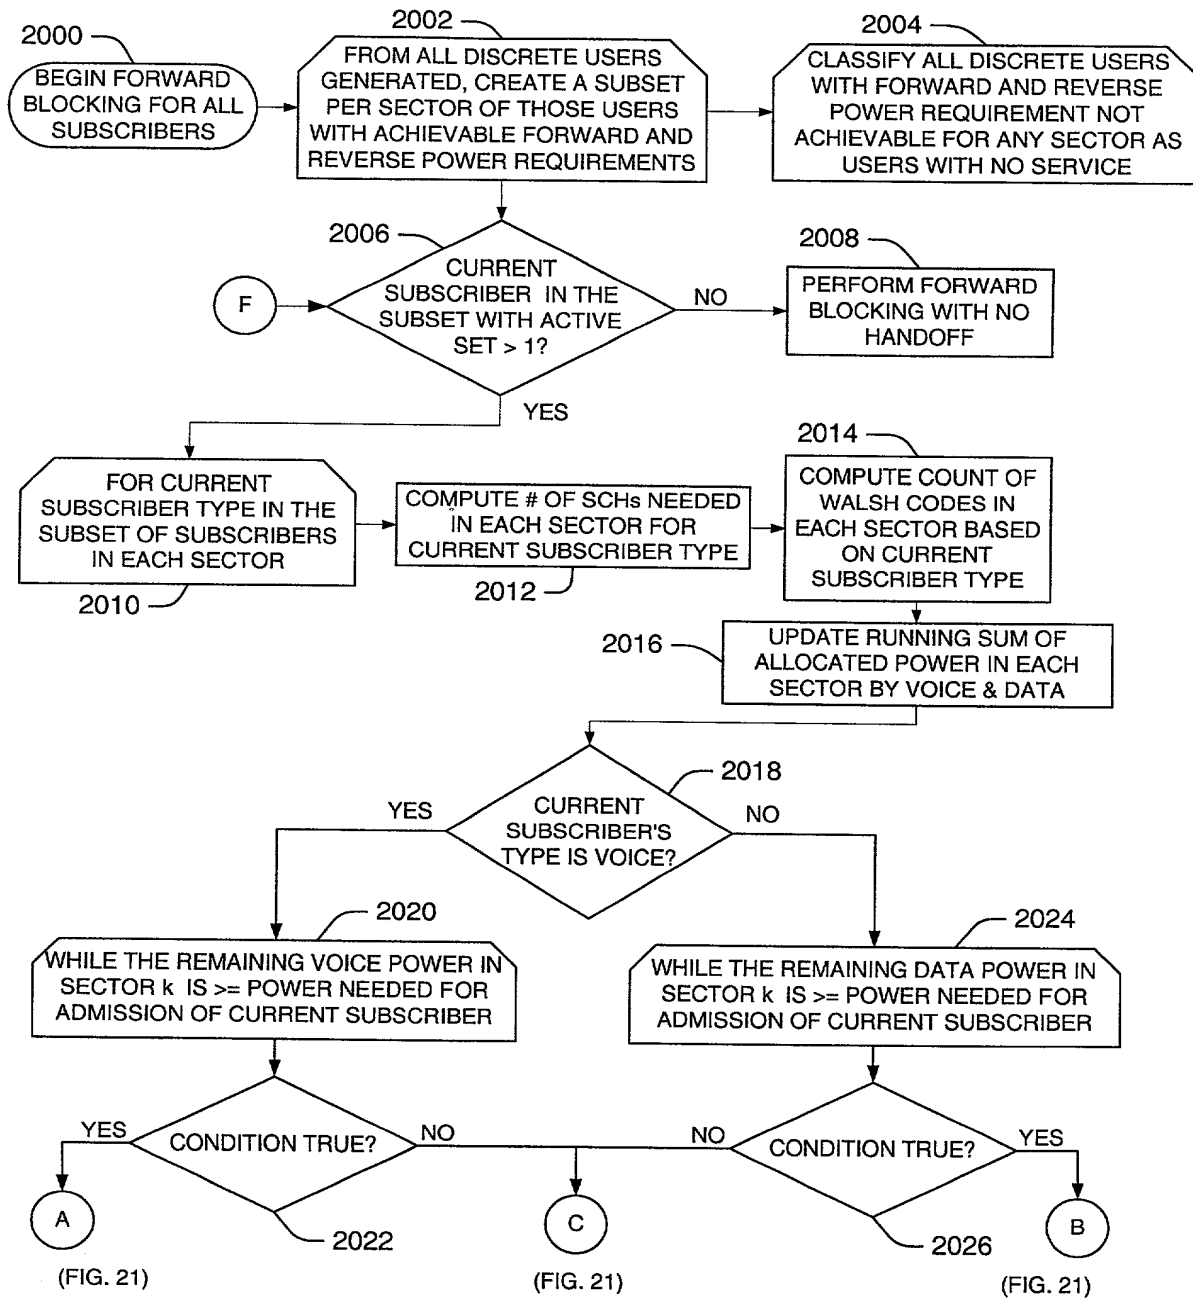 2000
BEGIN FORWARD
BLOCKING FOR ALL
SUBSCRIBERS
2002
FROM ALL DISCRETE USERS
GENERATED, CREATE A SUBSET
PER SECTOR OF THOSE USERS
WITH ACHIEVABLE FORWARD AND
REVERSE POWER REQUIREMENTS
2004
CLASSIFY ALL DISCRETE USERS
WITH FORWARD AND REVERSE
POWER REQUIREMENT NOT
ACHIEVABLE FOR ANY SECTOR AS
USERS WITH NO SERVICE
F
2006
CURRENT
SUBSCRIBER IN THE
SUBSET WITH ACTIVE
SET > 1?
NO
2008
PERFORM FORWARD
BLOCKING WITH NO
HANDOFF
YES
FOR CURRENT
SUBSCRIBER TYPE IN THE
SUBSET OF SUBSCRIBERS
IN EACH SECTOR
2010
COMPUTE # OF SCHs NEEDED
IN EACH SECTOR FOR
CURRENT SUBSCRIBER TYPE
2012
2014
COMPUTE COUNT OF
WALSH CODES IN
EACH SECTOR BASED
ON CURRENT
SUBSCRIBER TYPE
2016
UPDATE RUNNING SUM OF
ALLOCATED POWER IN EACH
SECTOR BY VOICE & DATA
2018
YES
CURRENT
SUBSCRIBER'S
TYPE IS VOICE?
NO
2020
WHILE THE REMAINING VOICE POWER IN
SECTOR k IS >= POWER NEEDED FOR
ADMISSION OF CURRENT SUBSCRIBER
2024
WHILE THE REMAINING DATA POWER IN
SECTOR k IS >= POWER NEEDED FOR
ADMISSION OF CURRENT SUBSCRIBER
YES
CONDITION TRUE?
NO
2022
NO
CONDITION TRUE?
YES
2026
A
(FIG. 21)
C
(FIG. 21)
B
(FIG. 21)